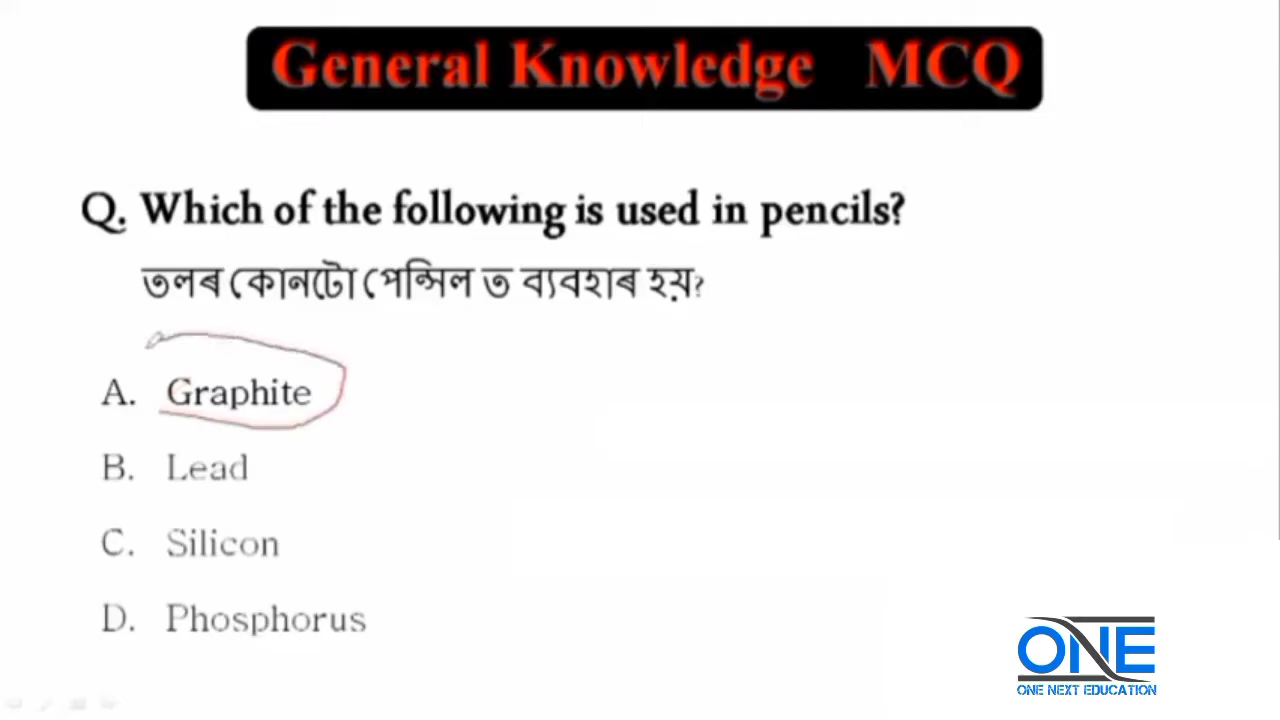 General Knowledge MCQ
Q. Which of the following is used in pencils?
তলৰ কোনটো পেন্সিল ত ব্যবহাৰ হয়?
A. Graphite
B. Lead
C. Silicon
D. Phosphorus
ONE
ONE NEXT EDUCATION